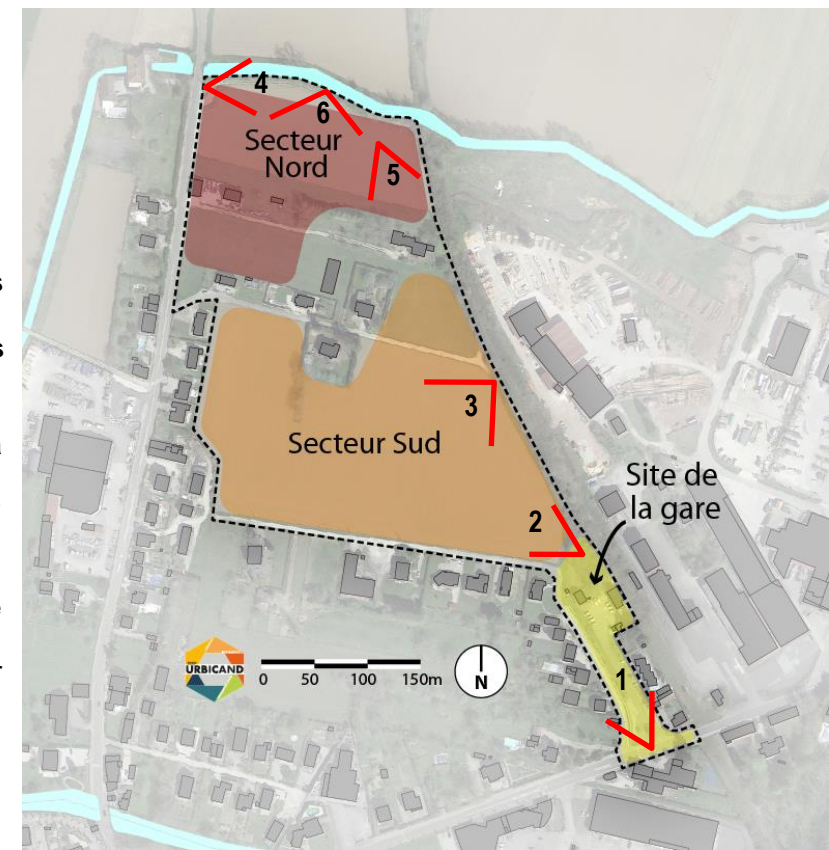 4
6
Secteur
Nord
5
3
Secteur Sud
Site de
la gare
2
URBICAND
0 50 100 150m
N
1